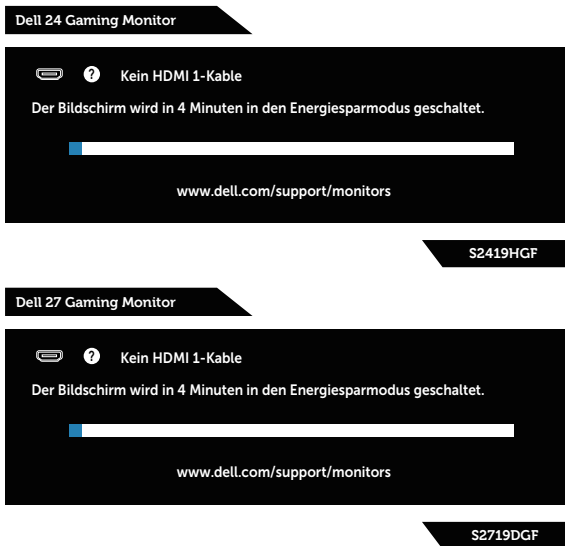 Dell 24 Gaming Monitor
? Kein HDMI 1-Kable
Der Bildschirm wird in 4 Minuten in den Energiesparmodus geschaltet.
www.dell.com/support/monitors
S2419HGF
Dell 27 Gaming Monitor
? Kein HDMI 1-Kable
Der Bildschirm wird in 4 Minuten in den Energiesparmodus geschaltet.
www.dell.com/support/monitors
S2719DGF